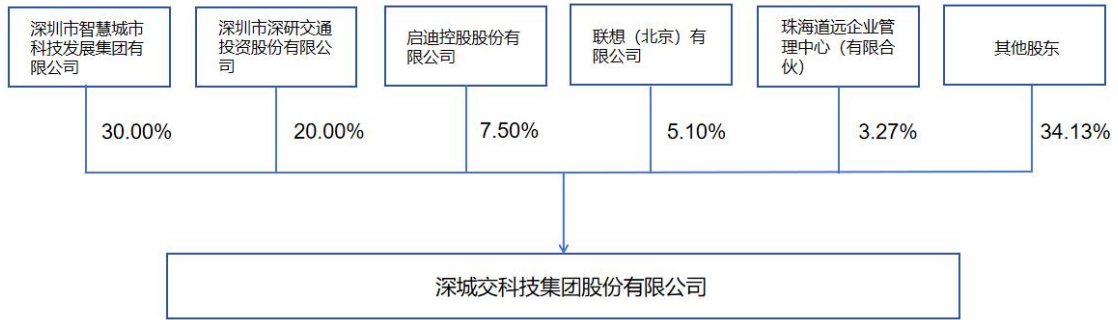 深圳市智慧城市
科技发展集团有
限公司
深圳市深研交通
投资股份有限公
司
启迪控股股份有
限公司
联想（北京）有
限公司
珠海道远企业管
理中心（有限合
伙）
其他股东
30.00%
20.00%
7.50%
5.10%
3.27%
34.13%
深城交科技集团股份有限公司